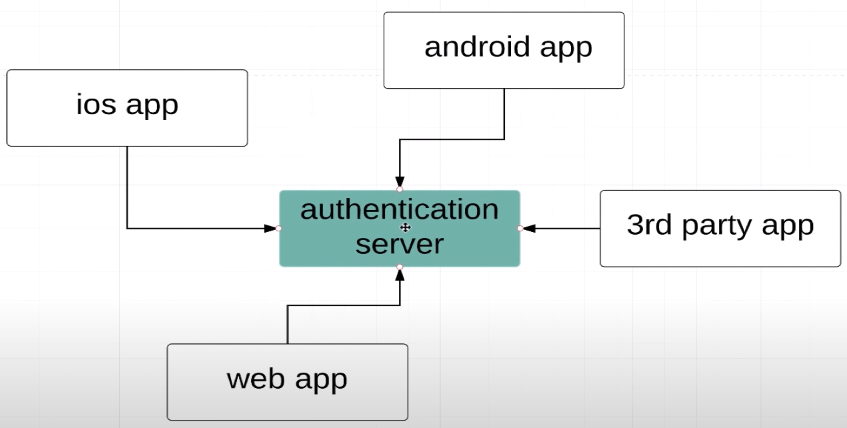 android app
ios app
authentication
server
3rd party app
web app